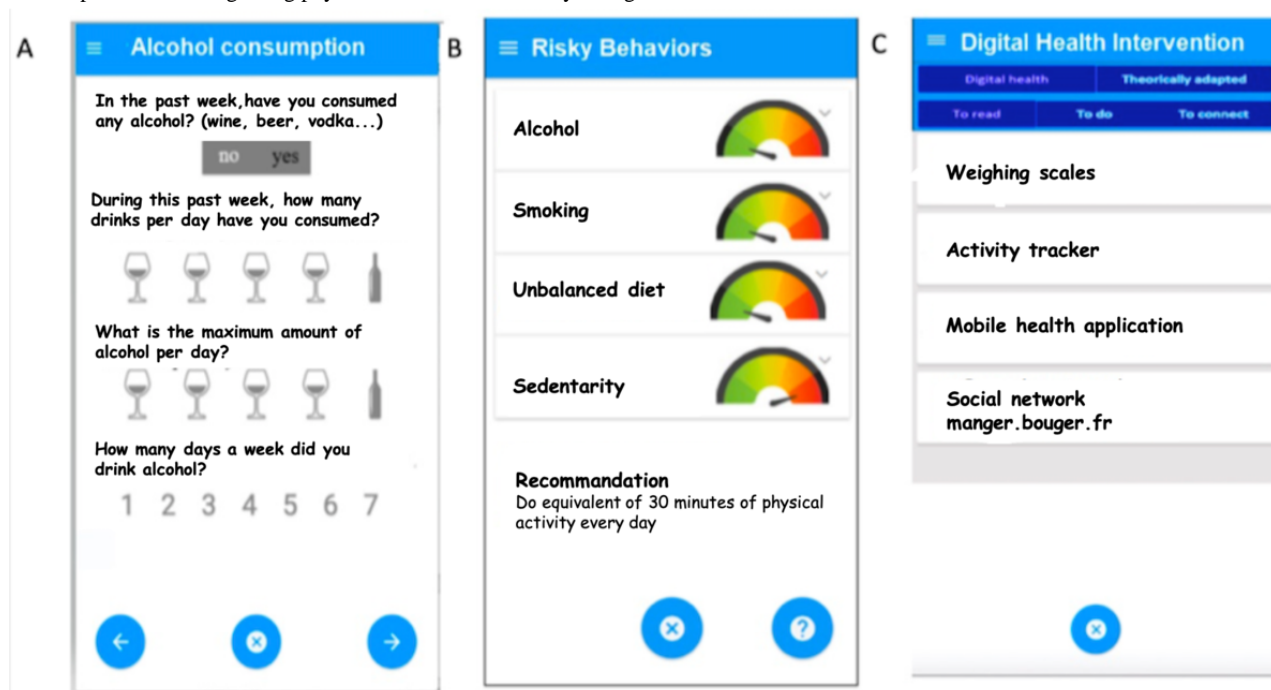 A
Alcohol consumption
In the past week,have you consumed
any alcohol? (wine, beer, vodka...)
no yes
During this past week, how many
drinks per day have you consumed?
What is the maximum amount of
alcohol per day?
How many days a week did you
drink alcohol?
1 2 3 4 5 6 7
B
Risky Behaviors
Alcohol
Smoking
Unbalanced diet
Sedentarity
Recommandation
Do equivalent of 30 minutes of physical
activity every day
?
C
Digital Health Intervention
Digital health Theorically adapted
To read To do To connect
Weighing scales
Activity tracker
Mobile health application
Social network
manger.bouger.fr